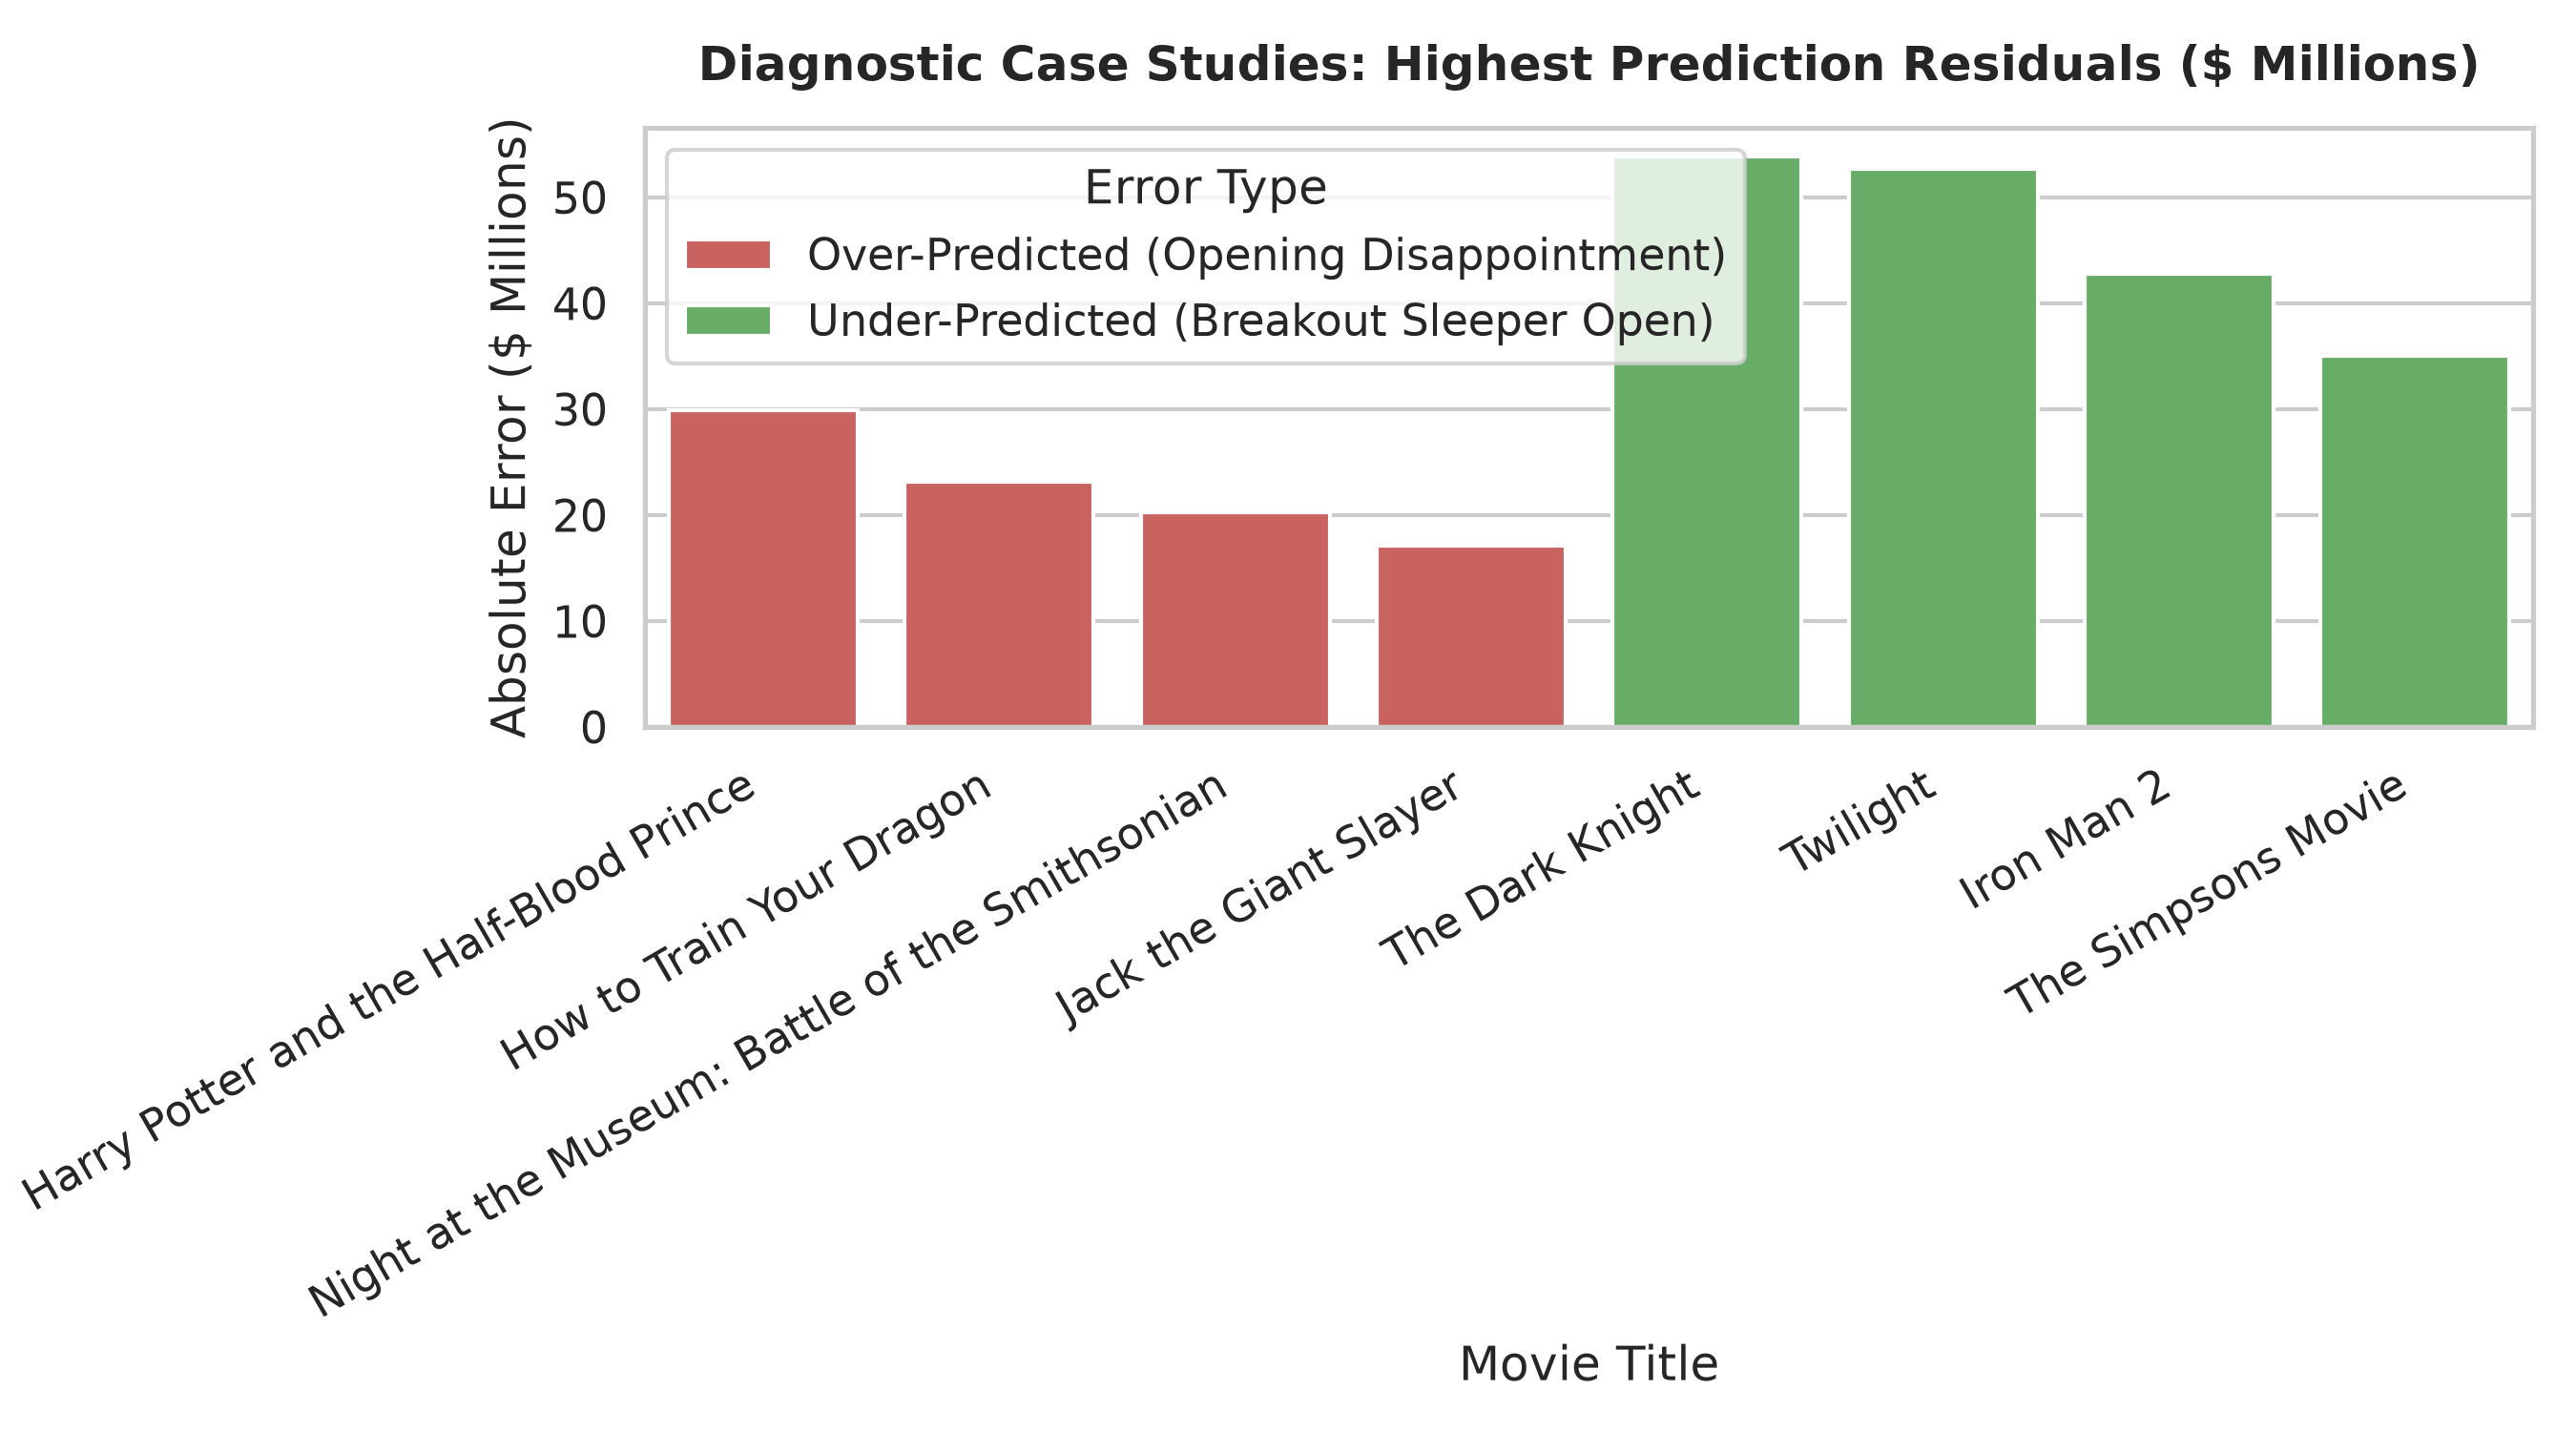 Diagnostic Case Studies: Highest Prediction Residuals ($ Millions)
Absolute Error ($ Millions)
50
40
30
20
10
0
Error Type
Over-Predicted (Opening Disappointment)
Under-Predicted (Breakout Sleeper Open)
Harry Potter and the Half-Blood Prince
How to Train Your Dragon
Night at the Museum: Battle of the Smithsonian
Jack the Giant Slayer
The Dark Knight
Twilight
Iron Man 2
The Simpsons Movie
Movie Title